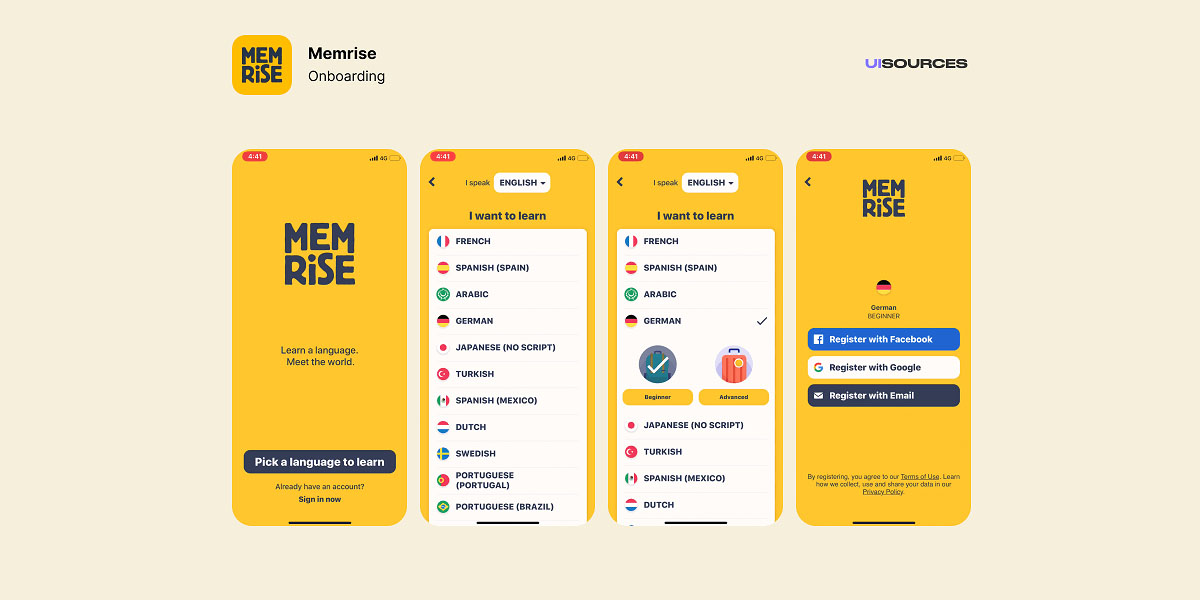 MEM
RiSE
Memrise
Onboarding
UISOURCES
4:41
4G
MEM
RiSE
Learn a language.
Meet the world.
Pick a language to learn
Already have an account?
Sign in now
4:41
4G
I speak ENGLISH
I want to learn
FRENCH
SPANISH (SPAIN)
ARABIC
GERMAN
JAPANESE (NO SCRIPT)
TURKISH
SPANISH (MEXICO)
DUTCH
SWEDISH
PORTUGUESE
(PORTUGAL)
PORTUGUESE (BRAZIL)
4:41
4G
I speak ENGLISH
I want to learn
FRENCH
SPANISH (SPAIN)
ARABIC
GERMAN
Beginner
Advanced
JAPANESE (NO SCRIPT)
TURKISH
SPANISH (MEXICO)
DUTCH
4:41
4G
MEM
RiSE
German
BEGINNER
Register with Facebook
Register with Google
Register with Email
By registering, you agree to our Terms of Use. Learn
how we collect, use and share your data in our
Privacy Policy.